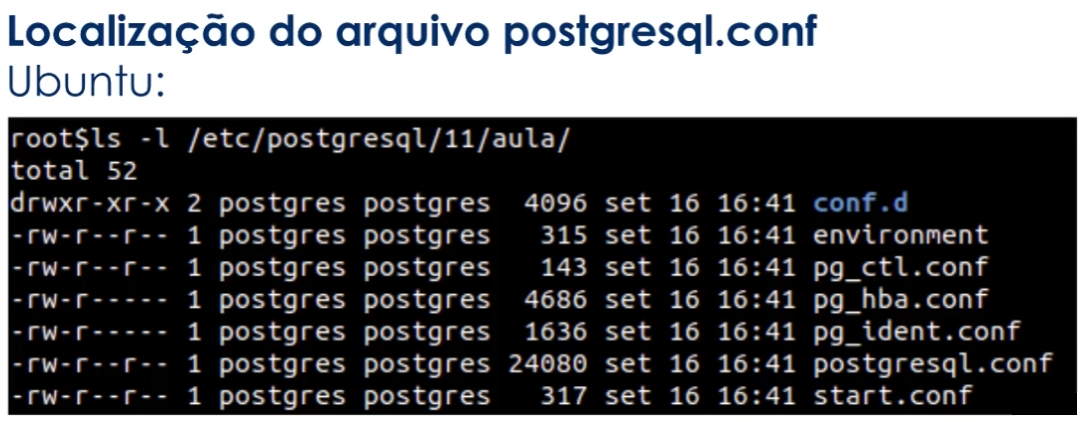 Localização do arquivo postgresql.conf
Ubuntu:
root$ls -l /etc/postgresql/11/aula/
total 52
drwxr-xr-x 2 postgres postgres  4096 set 16 16:41 conf.d
-rw-r--r-- 1 postgres postgres   315 set 16 16:41 environment
-rw-r--r-- 1 postgres postgres   143 set 16 16:41 pg_ctl.conf
-rw-r----- 1 postgres postgres  4686 set 16 16:41 pg_hba.conf
-rw-r----- 1 postgres postgres  1636 set 16 16:41 pg_ident.conf
-rw-r--r-- 1 postgres postgres 24080 set 16 16:41 postgresql.conf
-rw-r--r-- 1 postgres postgres   317 set 16 16:41 start.conf